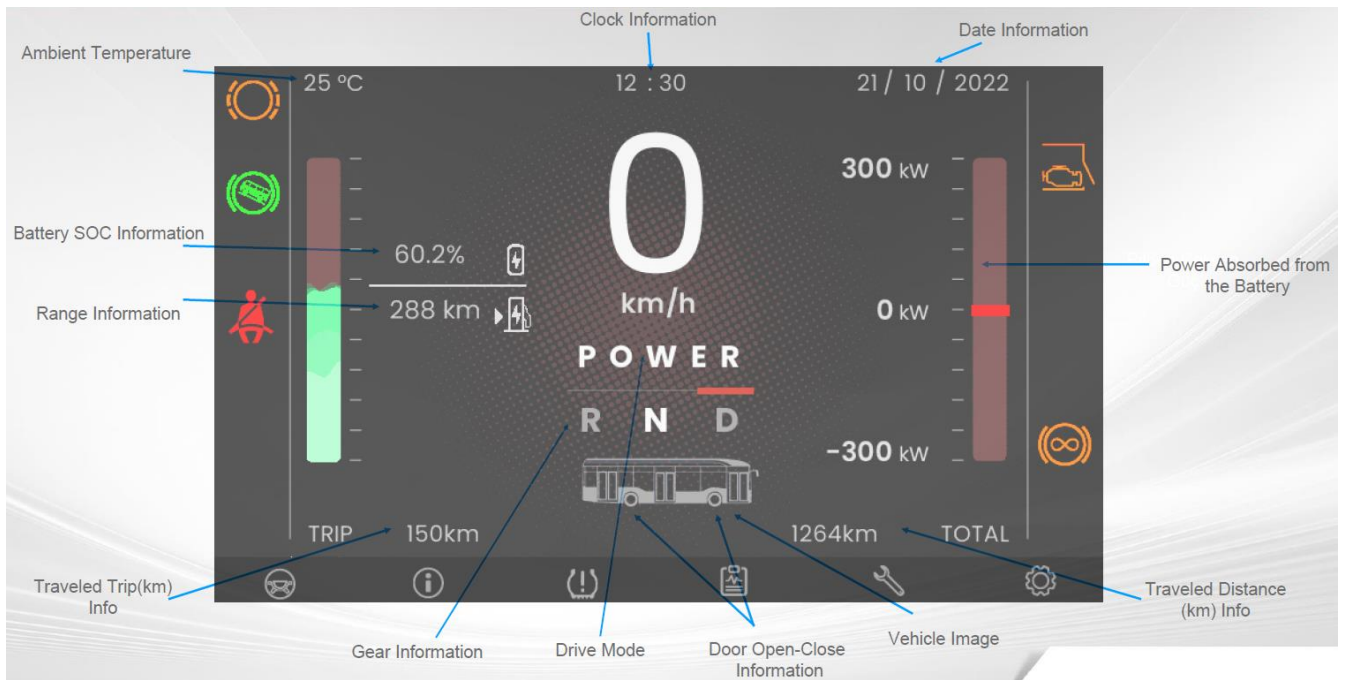 Clock Information
Date Information
Ambient Temperature
25 °C
12 : 30
21 / 10 / 2022
0
km/h
300 kW
Battery SOC Information
60.2%
Power Absorbed from
the Battery
Range Information
288 km
0 kW
POWER
R N D
-300 kW
TRIP
150km
1264km
TOTAL
Traveled Trip(km)
Info
Traveled Distance
(km) Info
Gear Information
Drive Mode
Door Open-Close
Information
Vehicle Image